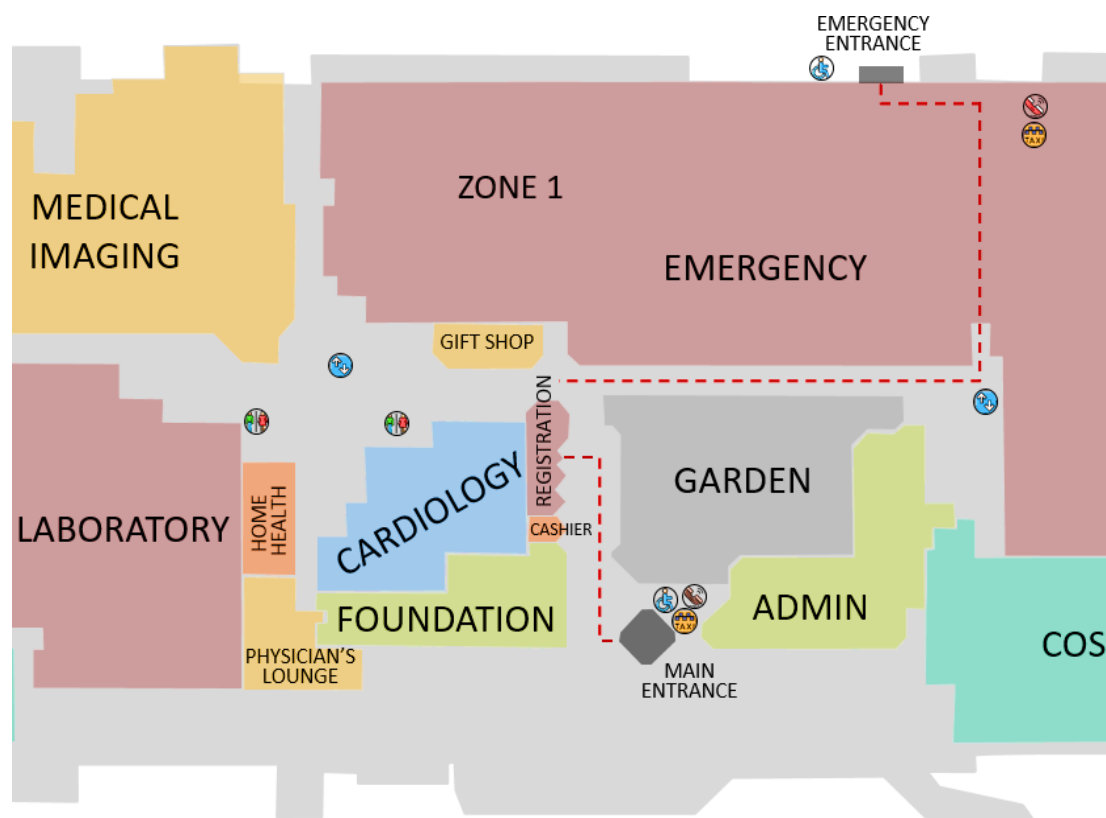 EMERGENCY
ENTRANCE
TAXI
ZONE 1
MEDICAL
IMAGING
EMERGENCY
GIFT SHOP
REGISTRATION
GARDEN
CARDIOLOGY
LABORATORY
HOME
HEALTH
CASHIER
FOUNDATION
ADMIN
TAXI
COS
PHYSICIAN'S
LOUNGE
MAIN
ENTRANCE